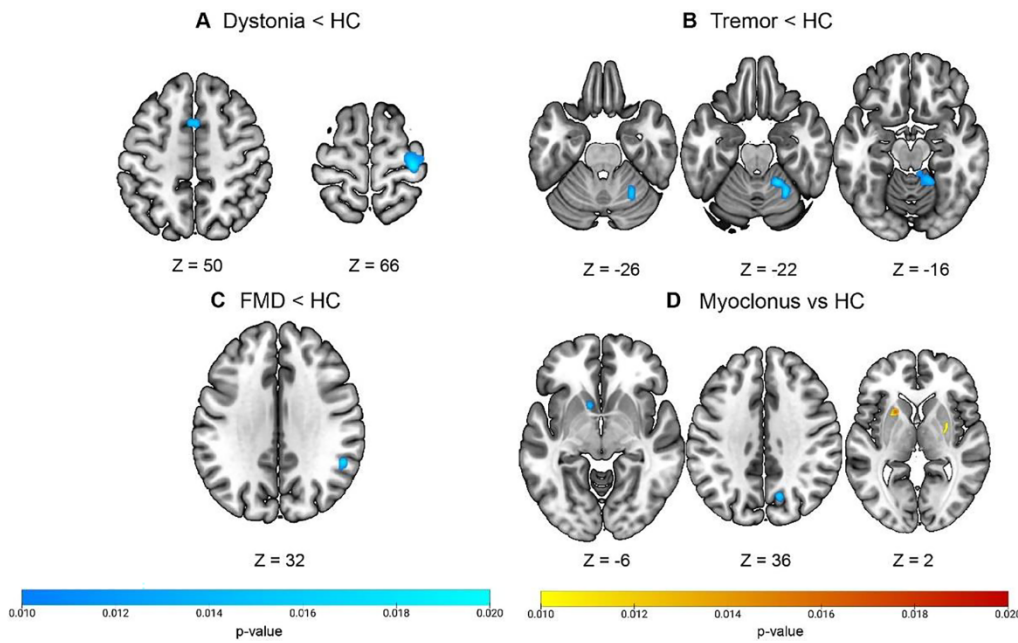 A Dystonia < HC
Z = 50
Z = 66
B Tremor < HC
Z = -26
Z = -22
Z = -16
C FMD < HC
Z = 32
D Myoclonus vs HC
Z = -6
Z = 36
Z = 2
0.010 0.012 0.014 0.016 0.018 0.020
p-value
0.010 0.012 0.014 0.016 0.018 0.020
p-value